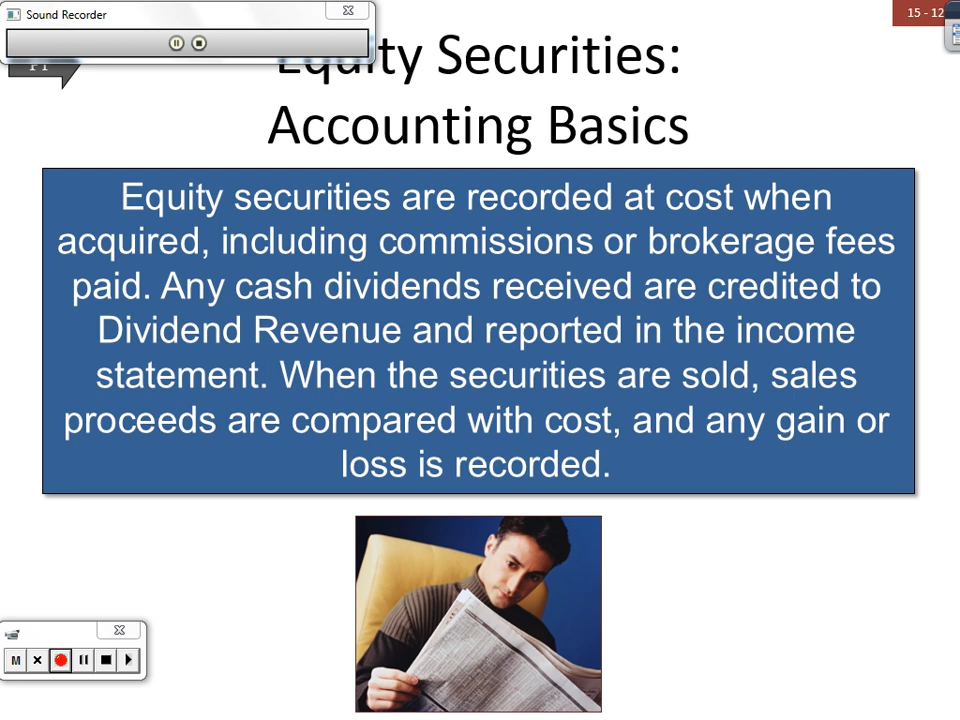 Sound Recorder
15 - 12
Equity Securities:
Accounting Basics
Equity securities are recorded at cost when
acquired, including commissions or brokerage fees
paid. Any cash dividends received are credited to
Dividend Revenue and reported in the income
statement. When the securities are sold, sales
proceeds are compared with cost, and any gain or
loss is recorded.
M